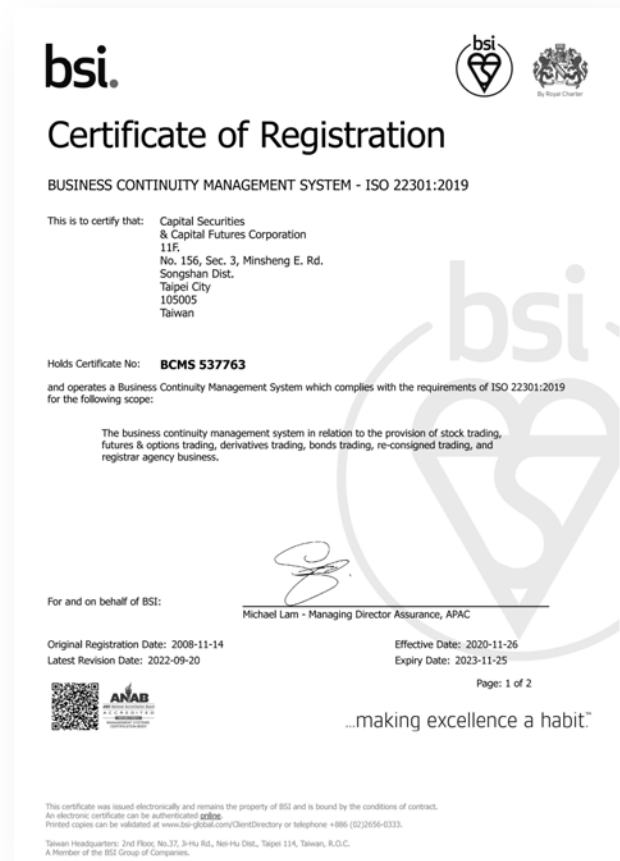 bsi.
bsi
By Royal Charter
Certificate of Registration
BUSINESS CONTINUITY MANAGEMENT SYSTEM - ISO 22301:2019
This is to certify that:
Capital Securities
& Capital Futures Corporation
11F.
No. 156, Sec. 3, Minsheng E. Rd.
Songshan Dist.
Taipei City
105005
Taiwan
bsi
Holds Certificate No: BCMS 537763
and operates a Business Continuity Management System which complies with the requirements of ISO 22301:2019
for the following scope:
The business continuity management system in relation to the provision of stock trading,
futures & options trading, derivatives trading, bonds trading, re-consigned trading, and
registrar agency business.
For and on behalf of BSI:
Michael Lam - Managing Director Assurance, APAC
Original Registration Date: 2008-11-14
Effective Date: 2020-11-26
Latest Revision Date: 2022-09-20
Expiry Date: 2023-11-25
Page: 1 of 2
ANAB
ACCREDITED
MANAGEMENT SYSTEMS
CERTIFICATION BODY
...making excellence a habit.™
This certificate was issued electronically and remains the property of BSI and is bound by the conditions of contract.
An electronic certificate can be authenticated online.
Printed copies can be validated at www.bsi-global.com/ClientDirectory or telephone +886 (02)2656-0333.
Taiwan Headquarters: 2nd Floor, No.37, Ji-Hu Rd., Nei-Hu Dist., Taipei 114, Taiwan, R.O.C.
A Member of the BSI Group of Companies.